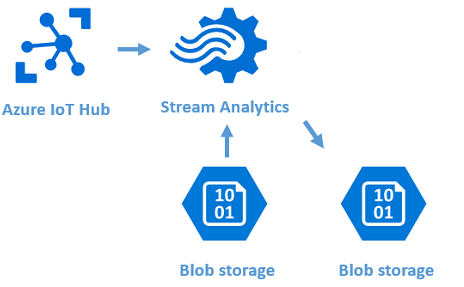 Azure IoT Hub
Stream Analytics
10
01
10
01
Blob storage
Blob storage